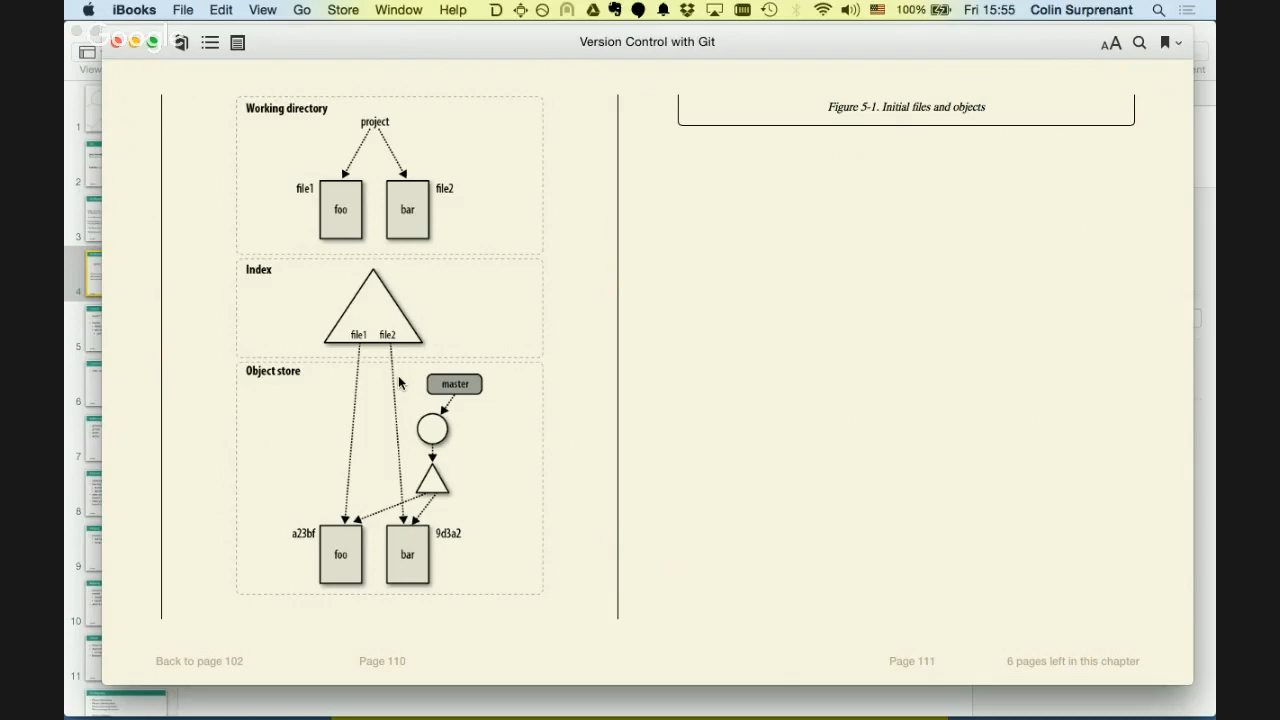 iBooks File Edit View Go Store Window Help 100% Fri 15:55 Colin Surprenant
Google
Version Control with Git
AA
View
1
2
3
4
5
6
7
8
9
10
11
Working directory
project
file1 file2
foo bar
Index
file1 file2
Object store
master
a23bf 9d3a2
foo bar
Back to page 102 Page 110
Figure 5-1. Initial files and objects
Page 111 6 pages left in this chapter